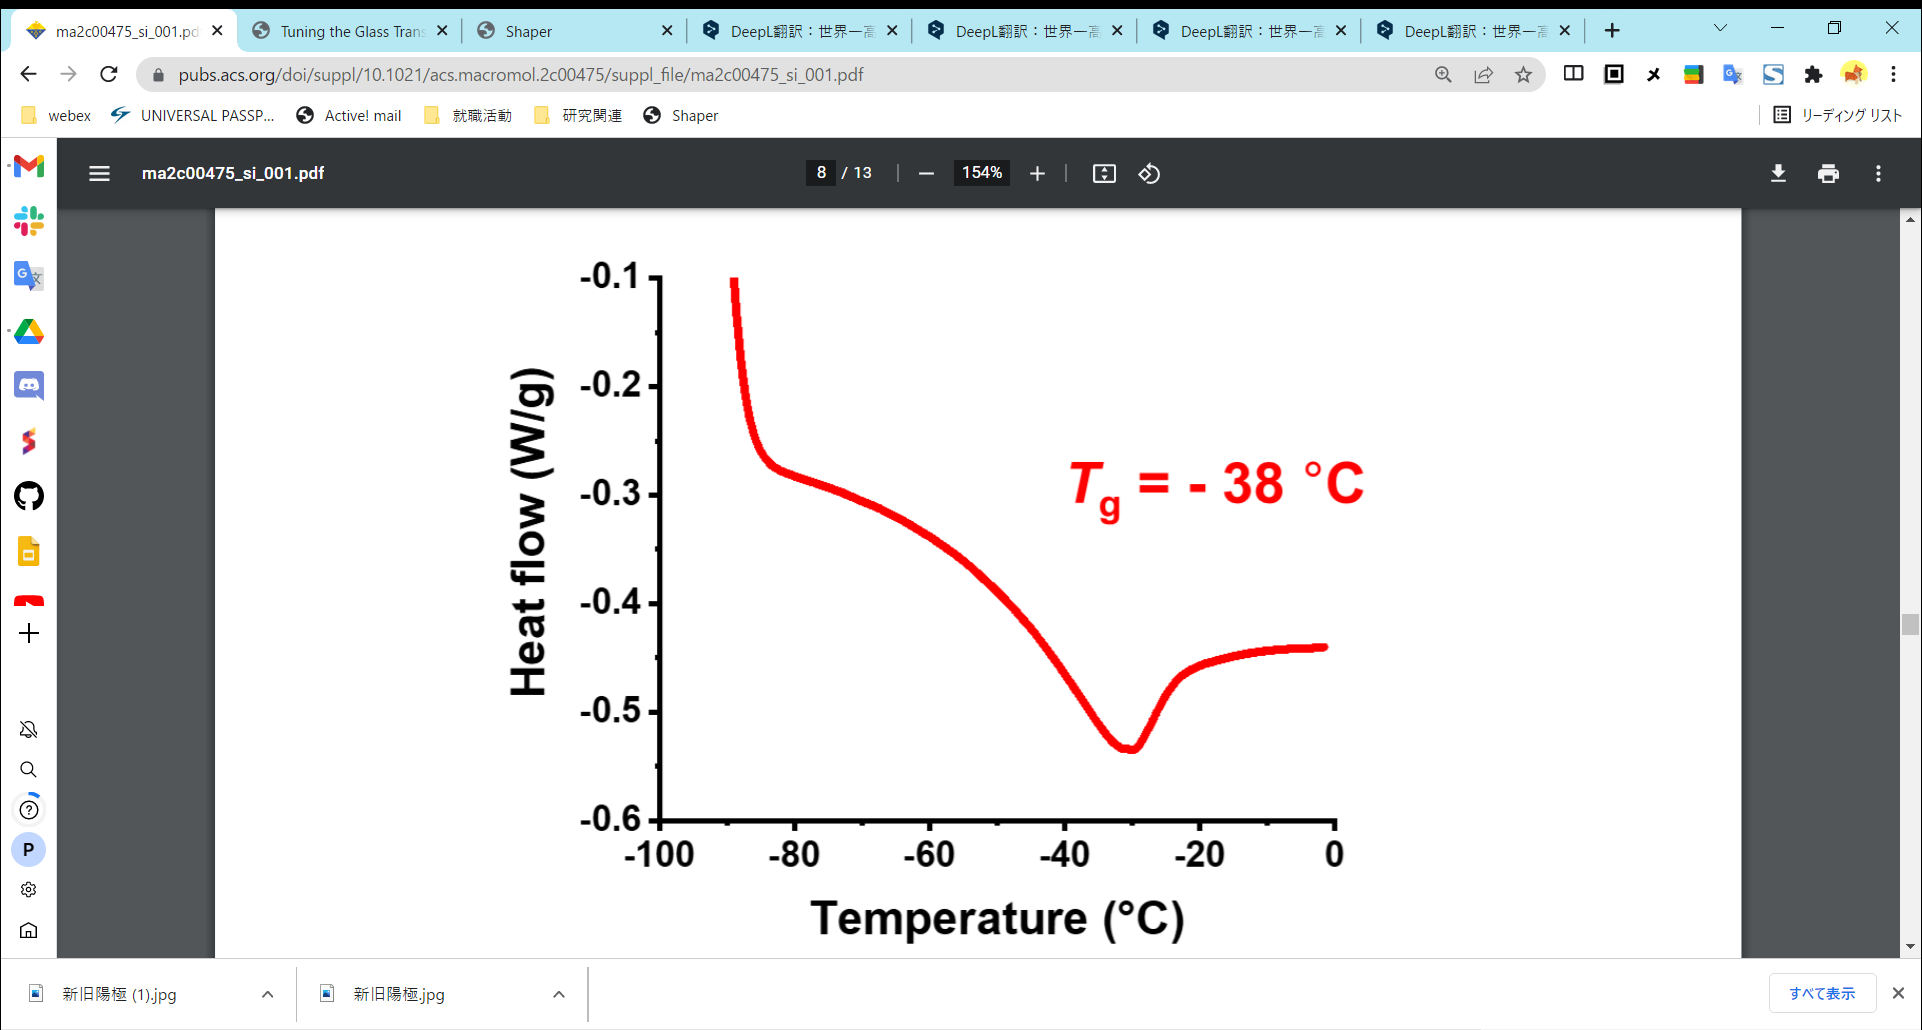 ma2c00475_si_001.pd
Tuning the Glass Trans
Shaper
DeepL翻訳：世界一高
DeepL翻訳：世界一高
DeepL翻訳：世界一高
DeepL翻訳：世界一高
pubs.acs.org/doi/suppl/10.1021/acs.macromol.2c00475/suppl_file/ma2c00475_si_001.pdf
webex
UNIVERSAL PASSP...
Active! mail
就職活動
研究関連
Shaper
リーディング リスト
ma2c00475_si_001.pdf
8 / 13
154%
-0.1
-0.2
-0.3
-0.4
-0.5
-0.6
Heat flow (W/g)
Tg = - 38 °C
-100 -80 -60 -40 -20 0
Temperature (°C)
P
新旧陽極 (1).jpg
新旧陽極.jpg
すべて表示